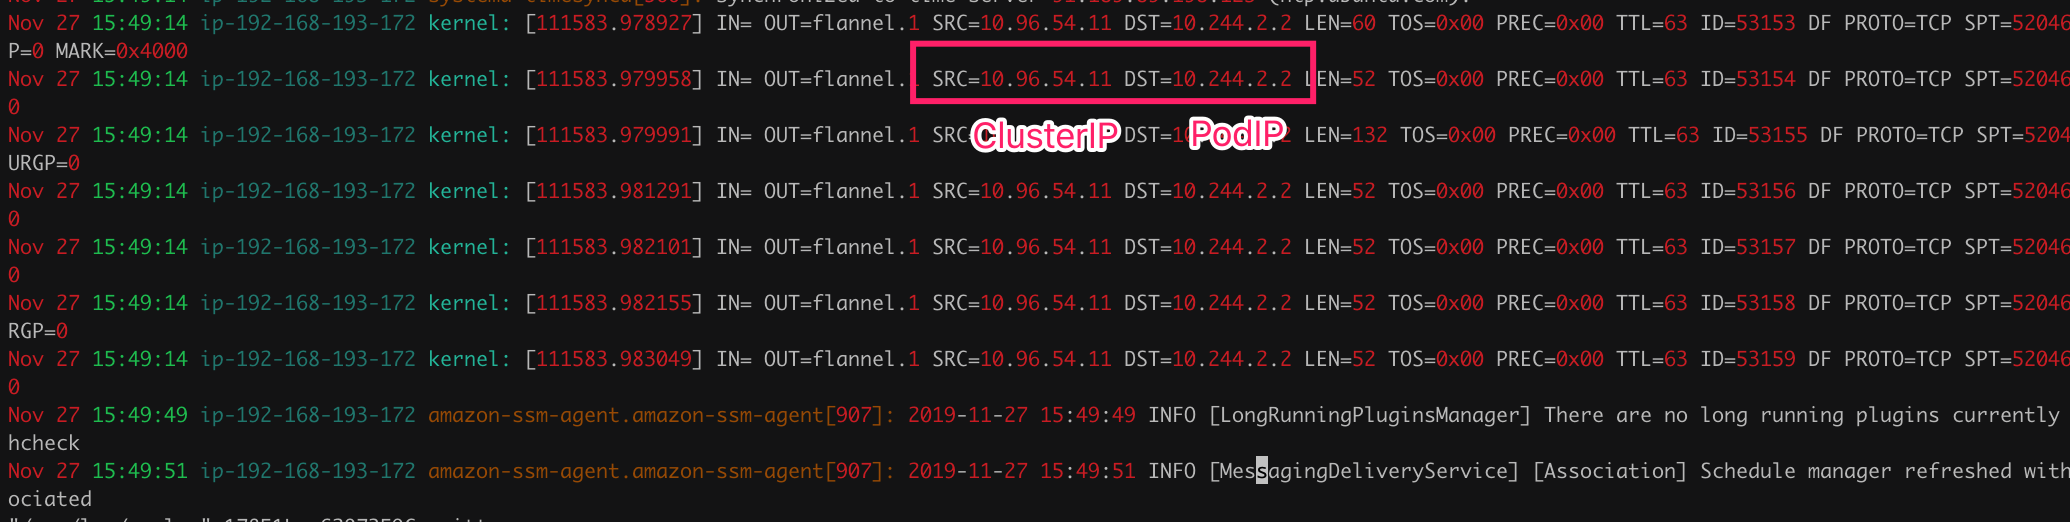 Nov 27 15:49:14 ip-192-168-193-172 kernel: [111583.978927] IN= OUT=flannel.1 SRC=10.96.54.11 DST=10.244.2.2 LEN=60 TOS=0x00 PREC=0x00 TTL=63 ID=53153 DF PROTO=TCP SPT=52046
P=0 MARK=0x4000
Nov 27 15:49:14 ip-192-168-193-172 kernel: [111583.979958] IN= OUT=flannel.1 SRC=10.96.54.11 DST=10.244.2.2 LEN=52 TOS=0x00 PREC=0x00 TTL=63 ID=53154 DF PROTO=TCP SPT=52046
0
Nov 27 15:49:14 ip-192-168-193-172 kernel: [111583.979991] IN= OUT=flannel.1 SRC= ClusterIP DST= PodIP LEN=132 TOS=0x00 PREC=0x00 TTL=63 ID=53155 DF PROTO=TCP SPT=5204
URGP=0
Nov 27 15:49:14 ip-192-168-193-172 kernel: [111583.981291] IN= OUT=flannel.1 SRC=10.96.54.11 DST=10.244.2.2 LEN=52 TOS=0x00 PREC=0x00 TTL=63 ID=53156 DF PROTO=TCP SPT=52046
0
Nov 27 15:49:14 ip-192-168-193-172 kernel: [111583.982101] IN= OUT=flannel.1 SRC=10.96.54.11 DST=10.244.2.2 LEN=52 TOS=0x00 PREC=0x00 TTL=63 ID=53157 DF PROTO=TCP SPT=52046
0
Nov 27 15:49:14 ip-192-168-193-172 kernel: [111583.982155] IN= OUT=flannel.1 SRC=10.96.54.11 DST=10.244.2.2 LEN=52 TOS=0x00 PREC=0x00 TTL=63 ID=53158 DF PROTO=TCP SPT=52046
RGP=0
Nov 27 15:49:14 ip-192-168-193-172 kernel: [111583.983049] IN= OUT=flannel.1 SRC=10.96.54.11 DST=10.244.2.2 LEN=52 TOS=0x00 PREC=0x00 TTL=63 ID=53159 DF PROTO=TCP SPT=52046
0
Nov 27 15:49:49 ip-192-168-193-172 amazon-ssm-agent.amazon-ssm-agent[907]: 2019-11-27 15:49:49 INFO [LongRunningPluginsManager] There are no long running plugins currently
hcheck
Nov 27 15:49:51 ip-192-168-193-172 amazon-ssm-agent.amazon-ssm-agent[907]: 2019-11-27 15:49:51 INFO [MessagingDeliveryService] [Association] Schedule manager refreshed with
ociated